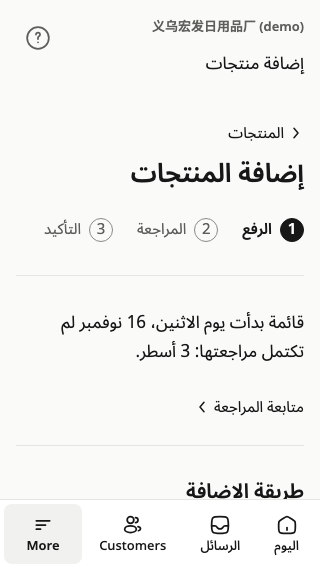 义乌宏发日用品厂 (demo)
إضافة منتجات
المنتجات
إضافة المنتجات
1 الرفع 2 المراجعة 3 التأكيد
قائمة بدأت يوم الاثنين، 16 نوفمبر لم
تكتمل مراجعتها: 3 أسطر.
متابعة المراجعة
طريقة الإضافة
اليوم الرسائل Customers More